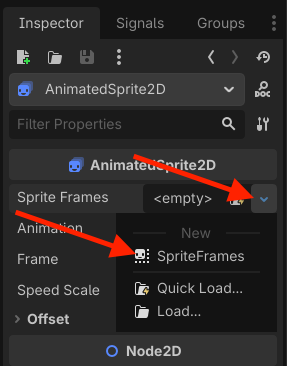 Inspector Signals Groups
AnimatedSprite2D
DOC
Filter Properties
AnimatedSprite2D
Sprite Frames <empty>
New
Animation
SpriteFrames
Frame
Quick Load...
Speed Scale
Load...
Offset
Node2D